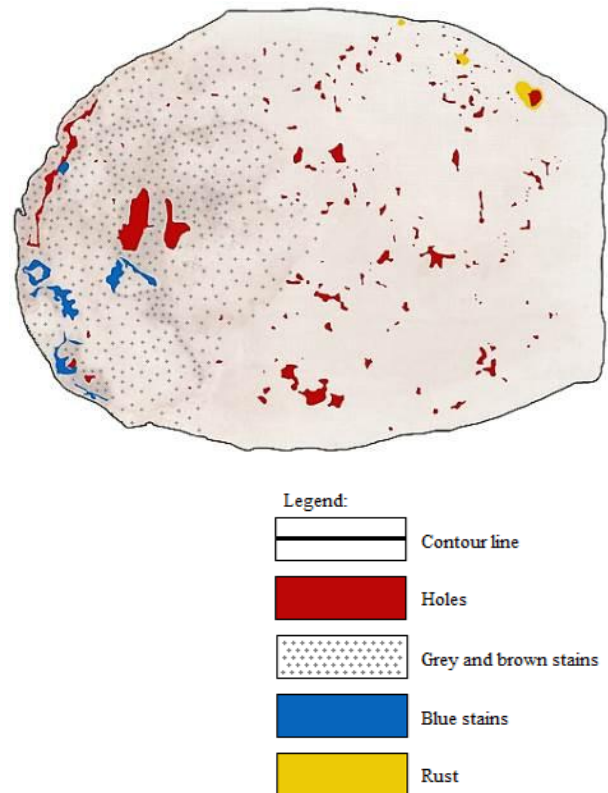 Legend:
Contour line
Holes
Grey and brown stains
Blue stains
Rust